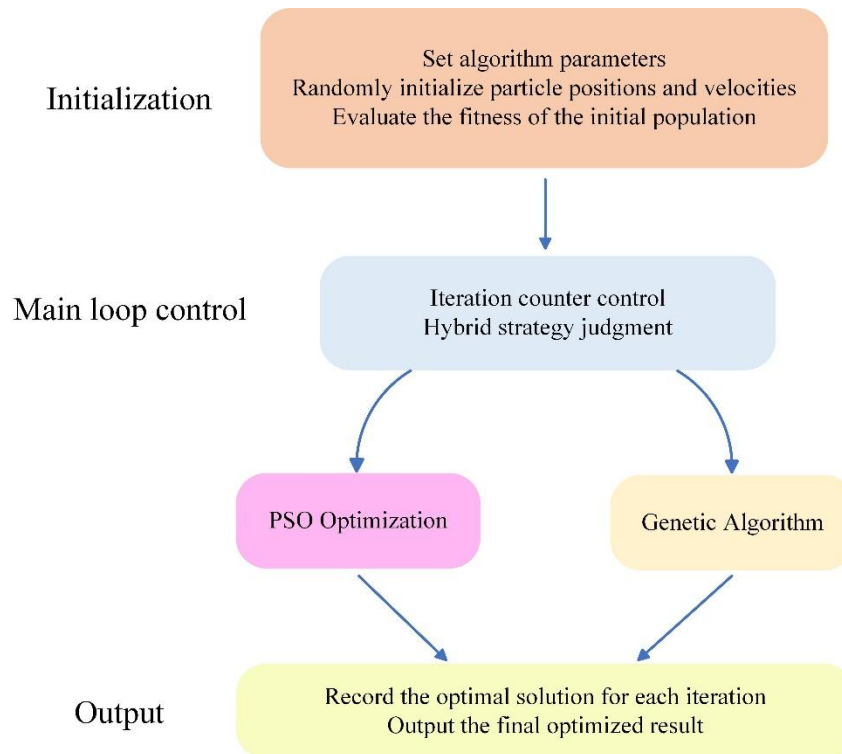 Set algorithm parameters
Randomly initialize particle positions and velocities
Evaluate the fitness of the initial population
Initialization
Iteration counter control
Hybrid strategy judgment
Main loop control
PSO Optimization
Genetic Algorithm
Record the optimal solution for each iteration
Output the final optimized result
Output